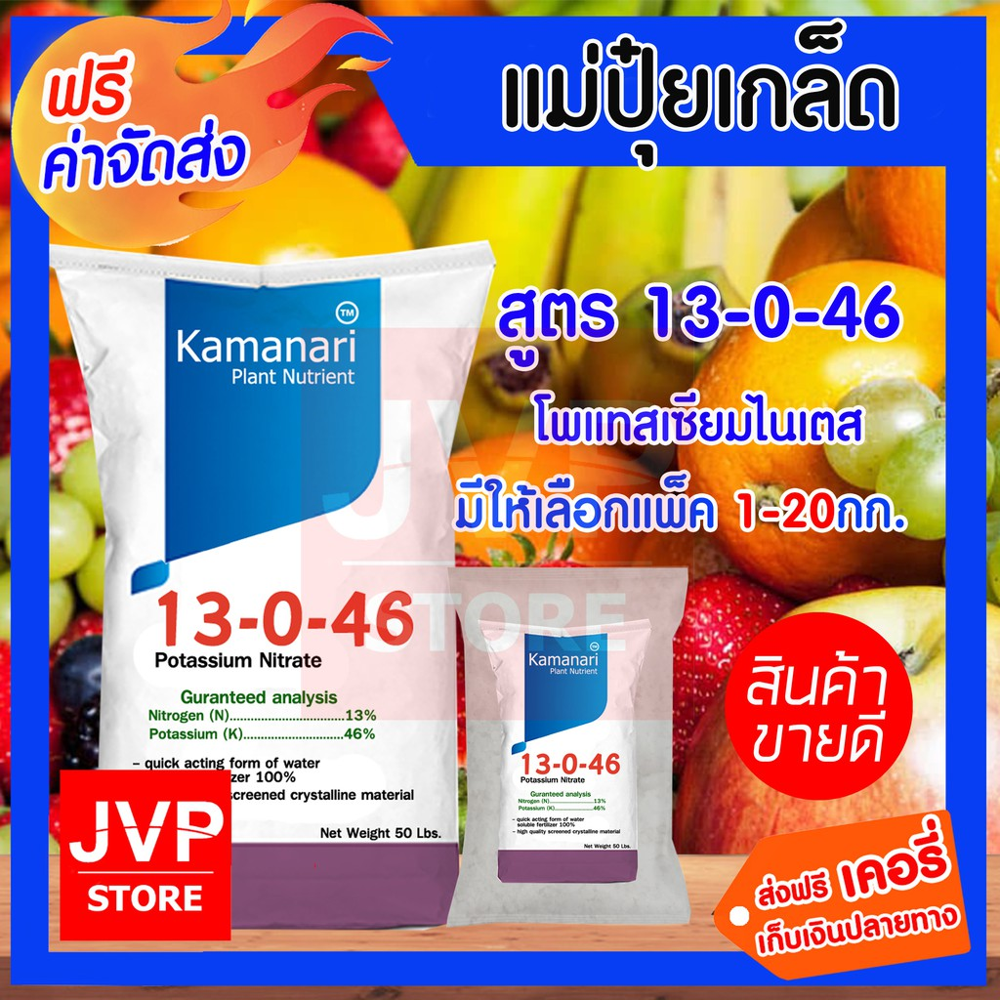 ฟรี
ค่าจัดส่ง
แม่ปุ๋ยเกล็ด
สูตร 13-0-46
โพแทสเซียมไนเตส
มีให้เลือกแพ็ค 1-20กก.
TM
Kamanari
Plant Nutrient
13-0-46
Potassium Nitrate
Guranteed analysis
Nitrogen (N)................................13%
Potassium (K)............................46%
– quick acting form of water
zer 100%
screened crystalline material
Net Weight 50 Lbs.
JVP
STORE
JVP
STORE
Kamanari
Plant Nutrient
13-0-46
Potassium Nitrate
Guranteed analysis
Nitrogen (N)................................13%
Potassium (K)............................46%
– quick acting form of water
soluble fertilizer 100%
– high quality screened crystalline material
Net Weight 50 Lbs.
สินค้า
ขายดี
ส่งฟรี เคอรี่
เก็บเงินปลายทาง